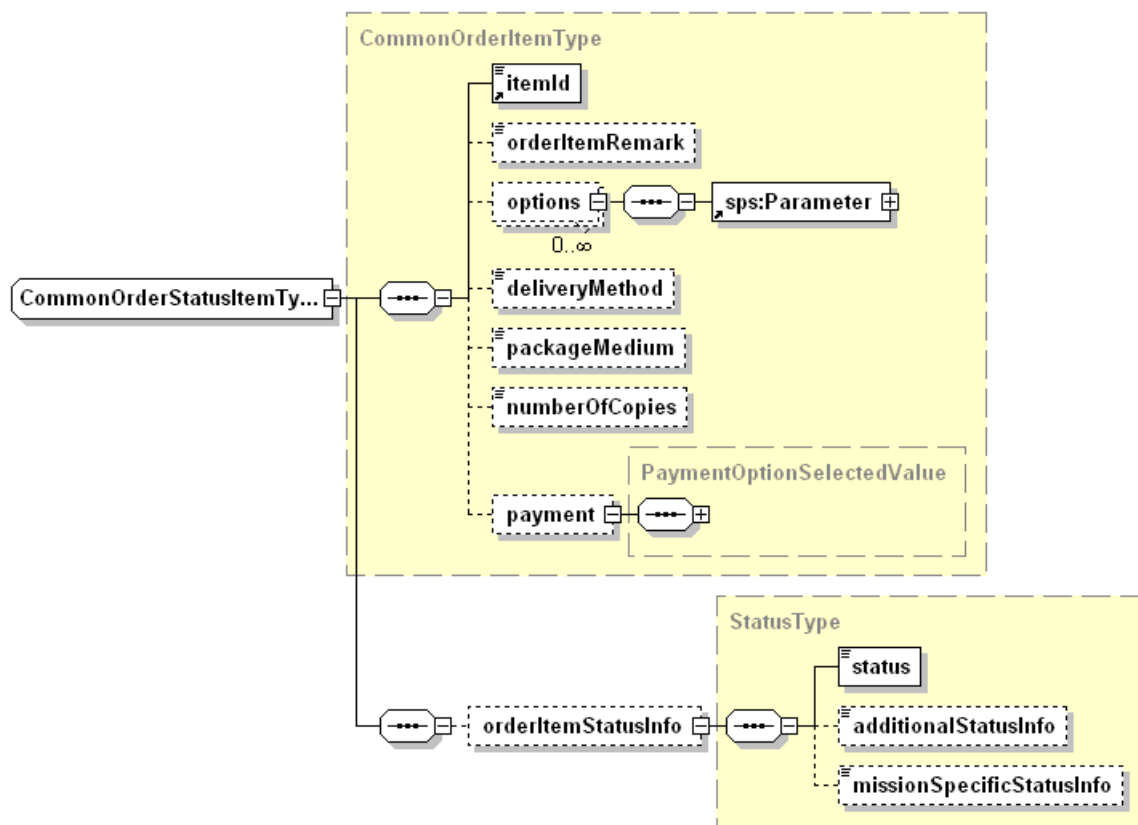 CommonOrderItemType
itemId
orderItemRemark
options
sps:Parameter
0..∞
CommonOrderStatusItemTy...
deliveryMethod
packageMedium
numberOfCopies
PaymentOptionSelectedValue
payment
StatusType
status
orderItemStatusInfo
additionalStatusInfo
missionSpecificStatusInfo